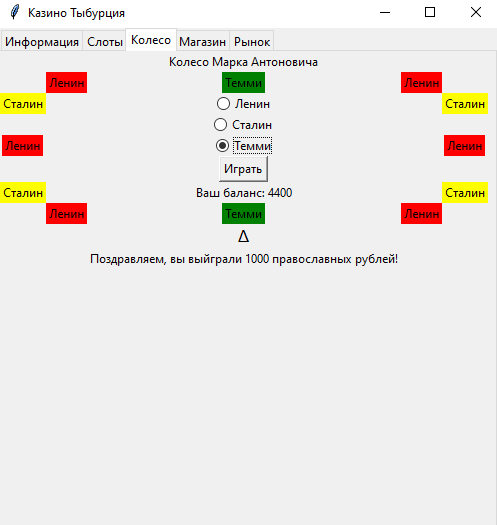 Казино Тыбурция
Информация Слоты Колесо Магазин Рынок
Колесо Марка Антоновича
Ленин Темми Ленин
Сталин Ленин Сталин
Сталин
Ленин Темми Ленин
Играть
Сталин Ваш баланс: 4400 Сталин
Ленин Темми Ленин
Δ
Поздравляем, вы выйграли 1000 православных рублей!